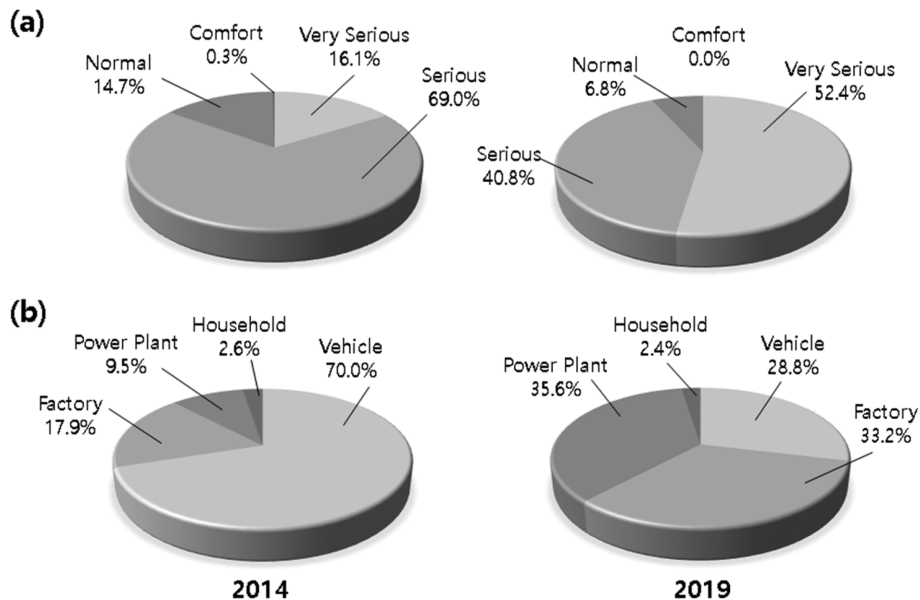 (a)
Comfort
0.3%
Very Serious
16.1%
Normal
14.7%
Serious
69.0%
Comfort
0.0%
Normal
6.8%
Very Serious
52.4%
Serious
40.8%
(b)
Household
2.6%
Power Plant
9.5%
Vehicle
70.0%
Factory
17.9%
Household
2.4%
Vehicle
28.8%
Power Plant
35.6%
Factory
33.2%
2014
2019